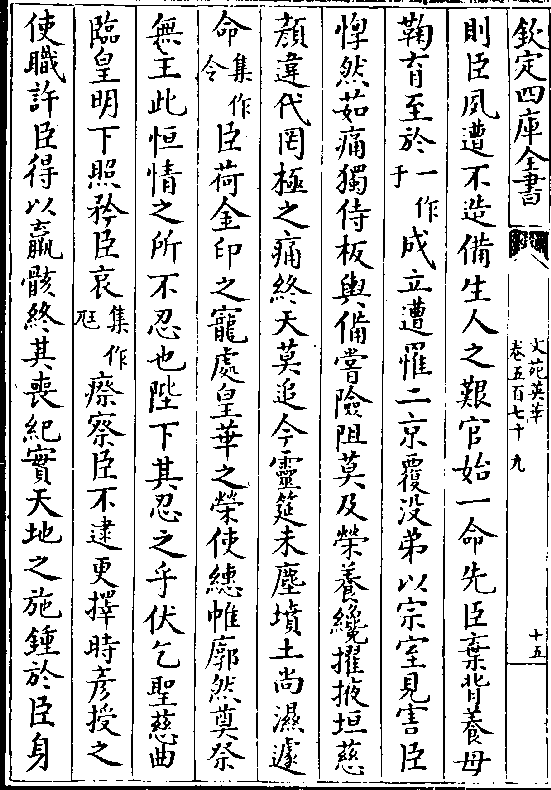 欽定四庫全書
文苑英華
卷五百七十九
十五
則臣夙遭不造備生人之艱官始一命先臣棄背養母
鞠育至於一作于成立遭罹二京覆没弟以宗室見害臣
悙然茹痛獨侍板輿備嘗險阻莫及榮養纔擢掖垣慈
顔違代罔極之痛終天莫追今靈筵未塵墳土尚濕遽
命集作令臣荷金印之寵處皇華之榮使繐帷廓然奠祭
無主此恒情之所不忍也陛下其忍之乎伏乞聖慈曲
臨皇明下照矜臣哀集作尫瘵察臣不逮更擇時彦授之
使職許臣得以羸骸終其喪紀實天地之施鍾於臣身